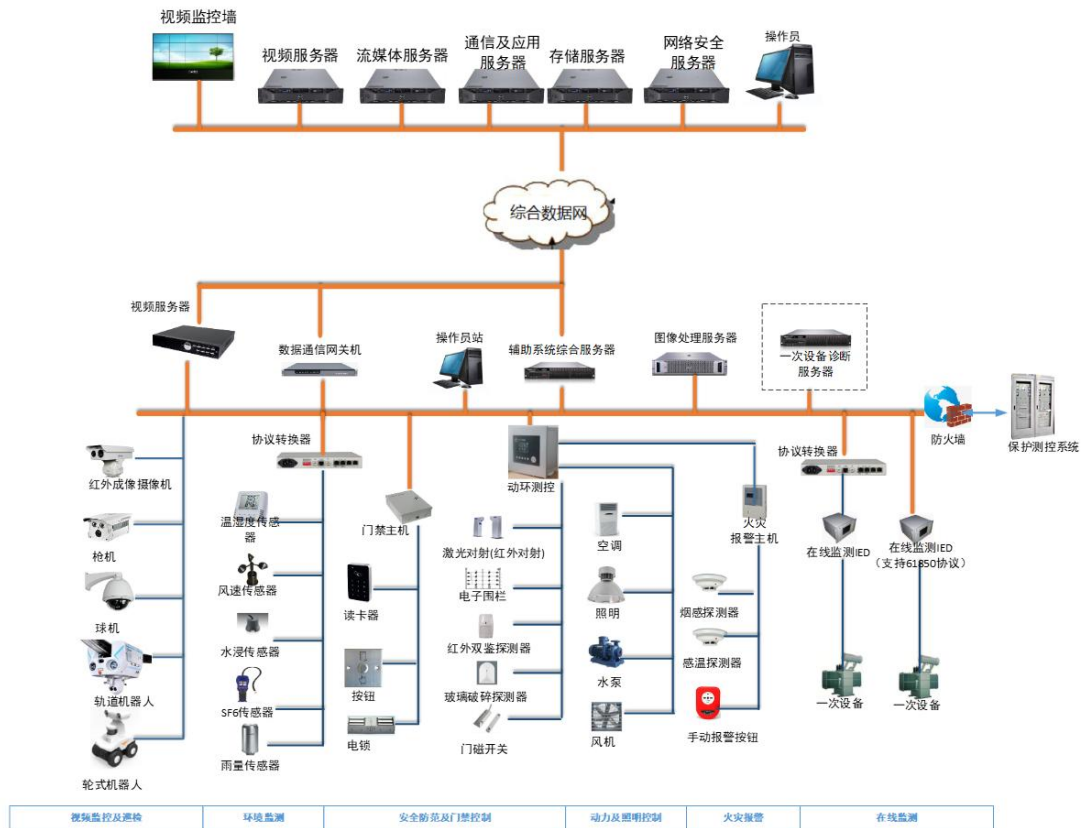 视频监控墙
视频服务器
流媒体服务器
通信及应用
服务器
存储服务器
网络安全
服务器
操作员
综合数据网
视频服务器
数据通信网关机
操作员站
辅助系统综合服务器
图像处理服务器
一次设备诊断
服务器
防火墙
保护测控系统
红外成像摄像机
枪机
球机
轨道机器人
轮式机器人
协议转换器
温湿度传感
器
风速传感器
水浸传感器
SF6传感器
雨量传感器
门禁主机
读卡器
按钮
电锁
动环测控
激光对射(红外对射)
电子围栏
红外双鉴探测器
玻璃破碎探测器
门磁开关
空调
照明
水泵
风机
火灾
报警主机
烟感探测器
感温探测器
手动报警按钮
协议转换器
在线监测IED
在线监测IED
（支持61850协议）
一次设备
一次设备
视频监控及巡检
环境监测
安全防范及门禁控制
动力及照明控制
火灾报警
在线监测